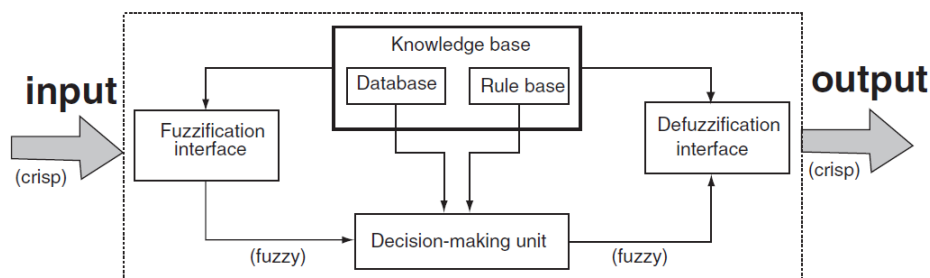 Knowledge base
Database
Rule base
input
(crisp)
Fuzzification
interface
Defuzzification
interface
output
(crisp)
Decision-making unit
(fuzzy)
(fuzzy)